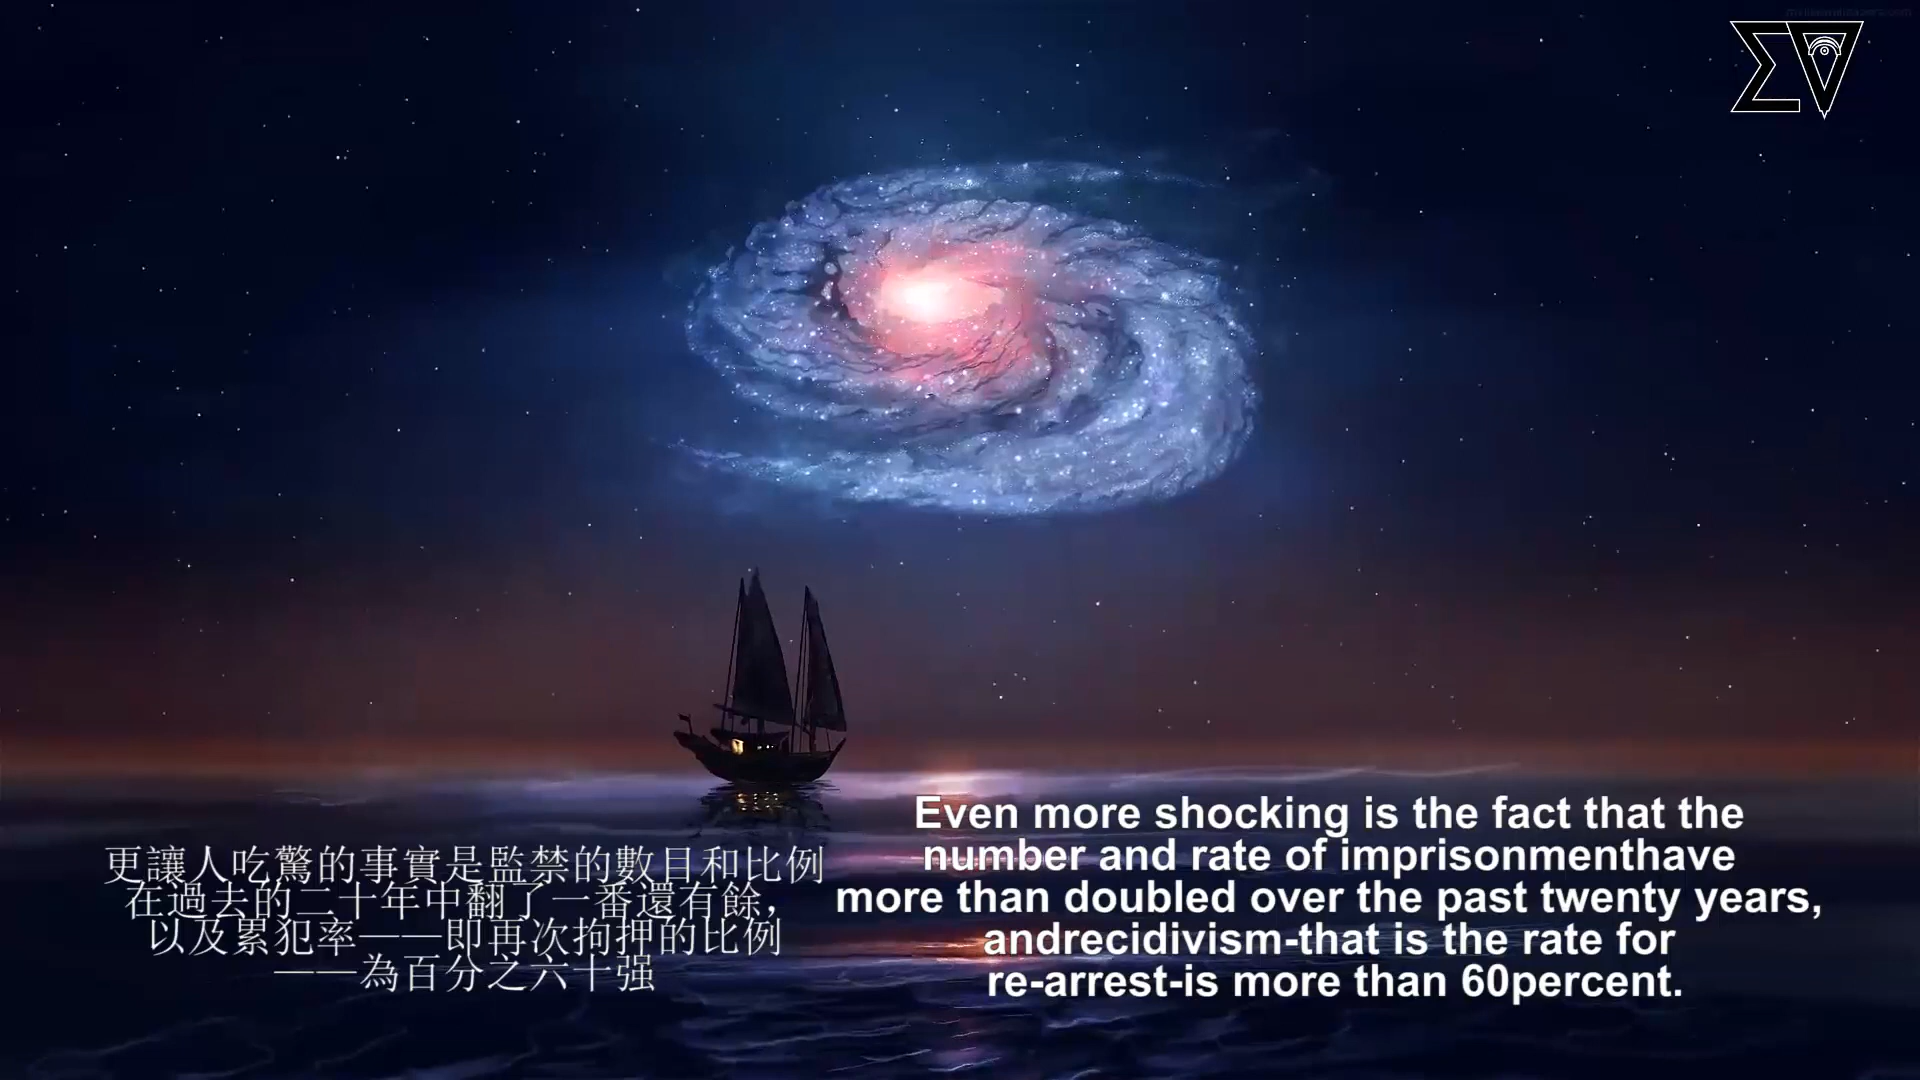 更讓人吃驚的事實是監禁的數目和比例
在過去的二十年中翻了一番還有餘，
以及累犯率——即再次拘押的比例
——為百分之六十强
Even more shocking is the fact that the
number and rate of imprisonmenthave
more than doubled over the past twenty years,
andrecidivism-that is the rate for
re-arrest-is more than 60percent.